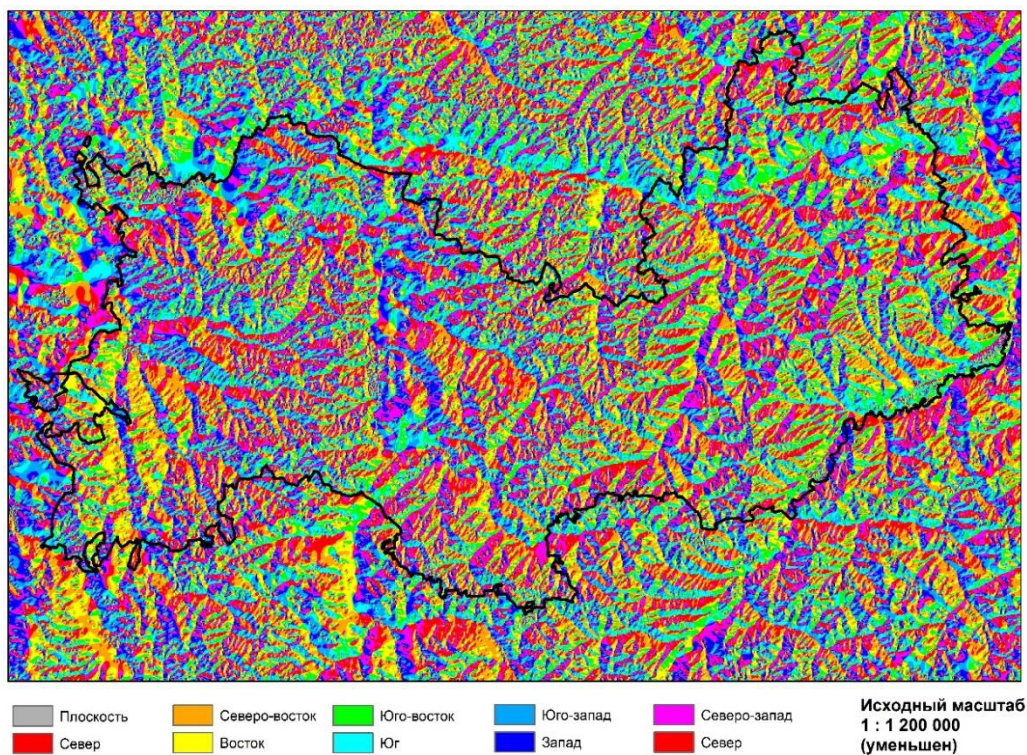 Плоскость
Северо-восток
Юго-восток
Юго-запад
Северо-запад
Север
Восток
Юг
Запад
Север
Исходный масштаб
1 : 1 200 000
(уменьшен)